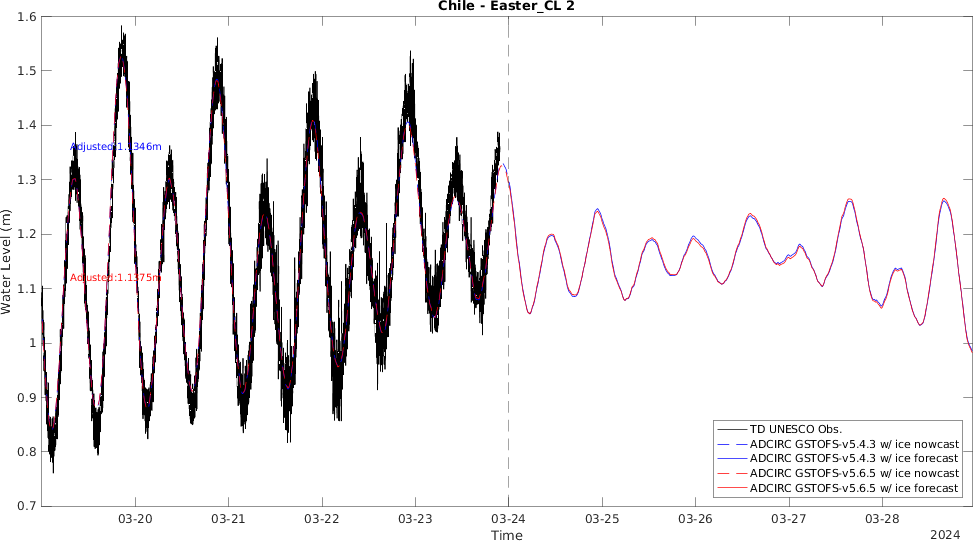 Chile - Easter_CL 2
1.6
1.5
1.4
1.3
1.2
1.1
1
0.9
0.8
0.7
Water Level (m)
Adjusted:1.1346m
Adjusted:1.1375m
TD UNESCO Obs.
ADCIRC GSTOFS-v5.4.3 w/ ice nowcast
ADCIRC GSTOFS-v5.4.3 w/ ice forecast
ADCIRC GSTOFS-v5.6.5 w/ ice nowcast
ADCIRC GSTOFS-v5.6.5 w/ ice forecast
03-20 03-21 03-22 03-23 03-24 03-25 03-26 03-27 03-28
Time
2024